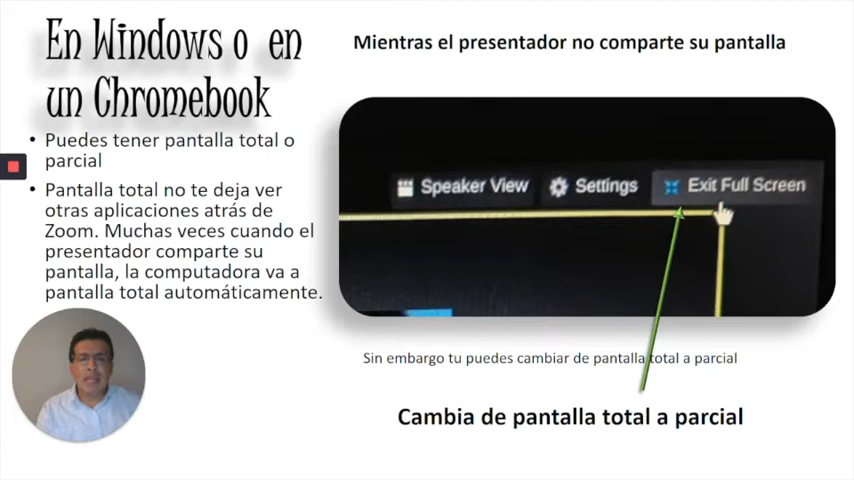 En Windows o en
un Chromebook
• Puedes tener pantalla total o
parcial
• Pantalla total no te deja ver
otras aplicaciones atrás de
Zoom. Muchas veces cuando el
presentador comparte su
pantalla, la computadora va a
pantalla total automáticamente.
Mientras el presentador no comparte su pantalla
Speaker View Settings Exit Full Screen
Sin embargo tu puedes cambiar de pantalla total a parcial
Cambia de pantalla total a parcial